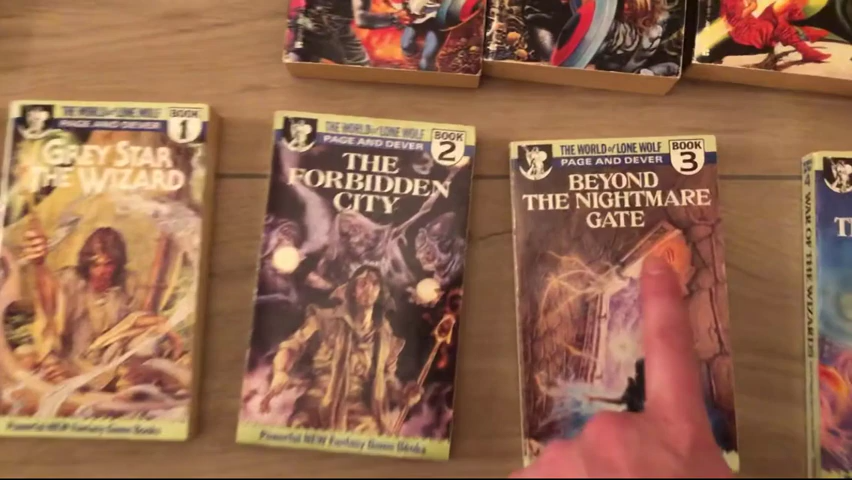 THE WORLD of LONE WOLF
BOOK
1
PAGE AND DEVER
GREY STAR
THE WIZARD
Powerful NEW Fantasy Game Books
THE WORLD of LONE WOLF
BOOK
2
PAGE AND DEVER
THE
FORBIDDEN
CITY
Powerful NEW Fantasy Game Books
THE WORLD of LONE WOLF
BOOK
3
PAGE AND DEVER
BEYOND
THE NIGHTMARE
GATE
WAR OF THE WIZARDS